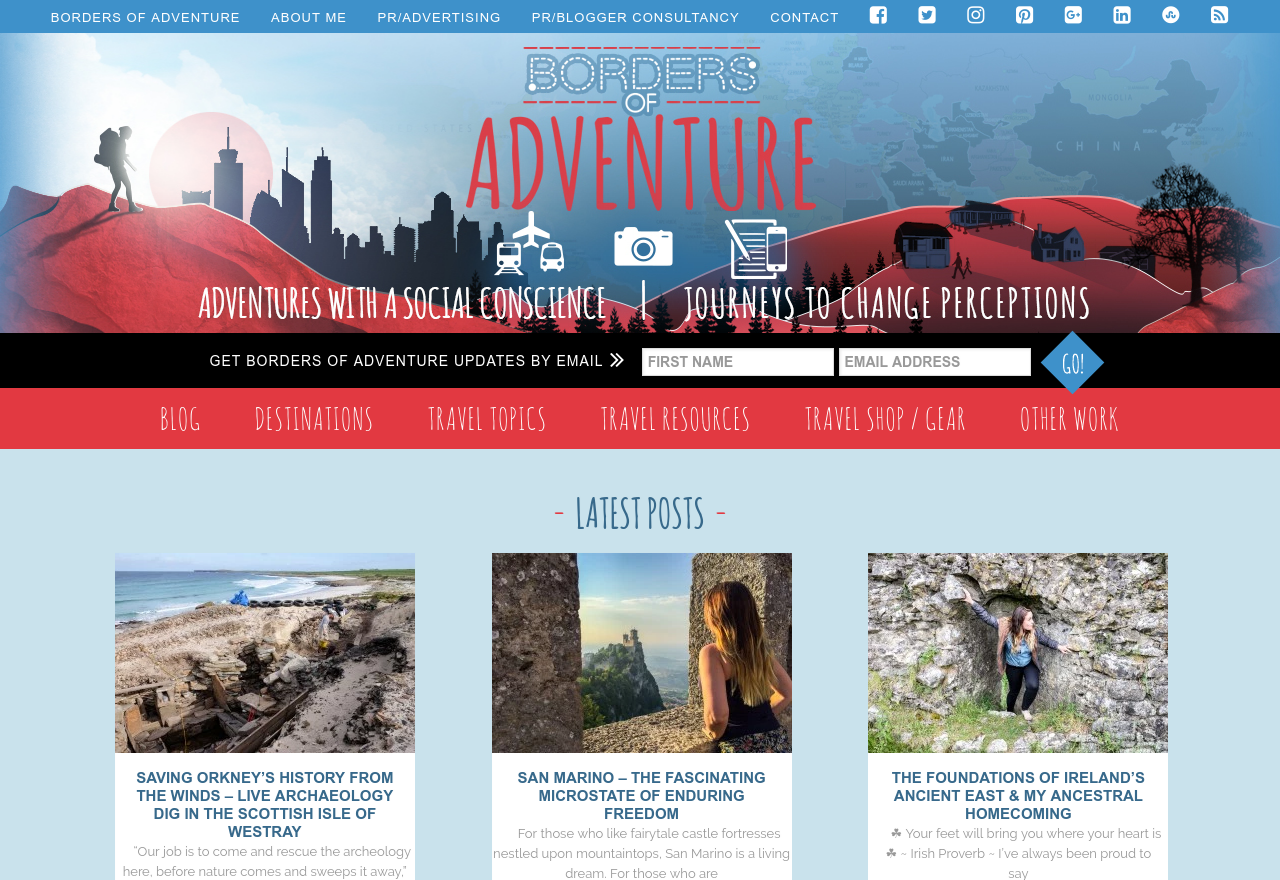 BORDERS OF ADVENTURE ABOUT ME PR/ADVERTISING PR/BLOGGER CONSULTANCY CONTACT
BORDERS
OF
ADVENTURE
MONGOLIA
CHINA
ADVENTURES WITH A SOCIAL CONSCIENCE | JOURNEYS TO CHANGE PERCEPTIONS
GET BORDERS OF ADVENTURE UPDATES BY EMAIL FIRST NAME EMAIL ADDRESS GO!
BLOG DESTINATIONS TRAVEL TOPICS TRAVEL RESOURCES TRAVEL SHOP / GEAR OTHER WORK
- LATEST POSTS -
SAVING ORKNEY’S HISTORY FROM
THE WINDS – LIVE ARCHAEOLOGY
DIG IN THE SCOTTISH ISLE OF
WESTRAY
“Our job is to come and rescue the archeology
here, before nature comes and sweeps it away,”
SAN MARINO – THE FASCINATING
MICROSTATE OF ENDURING
FREEDOM
For those who like fairytale castle fortresses
nestled upon mountaintops, San Marino is a living
dream. For those who are
THE FOUNDATIONS OF IRELAND’S
ANCIENT EAST & MY ANCESTRAL
HOMECOMING
☘ Your feet will bring you where your heart is
☘ ~ Irish Proverb ~ I’ve always been proud to
say